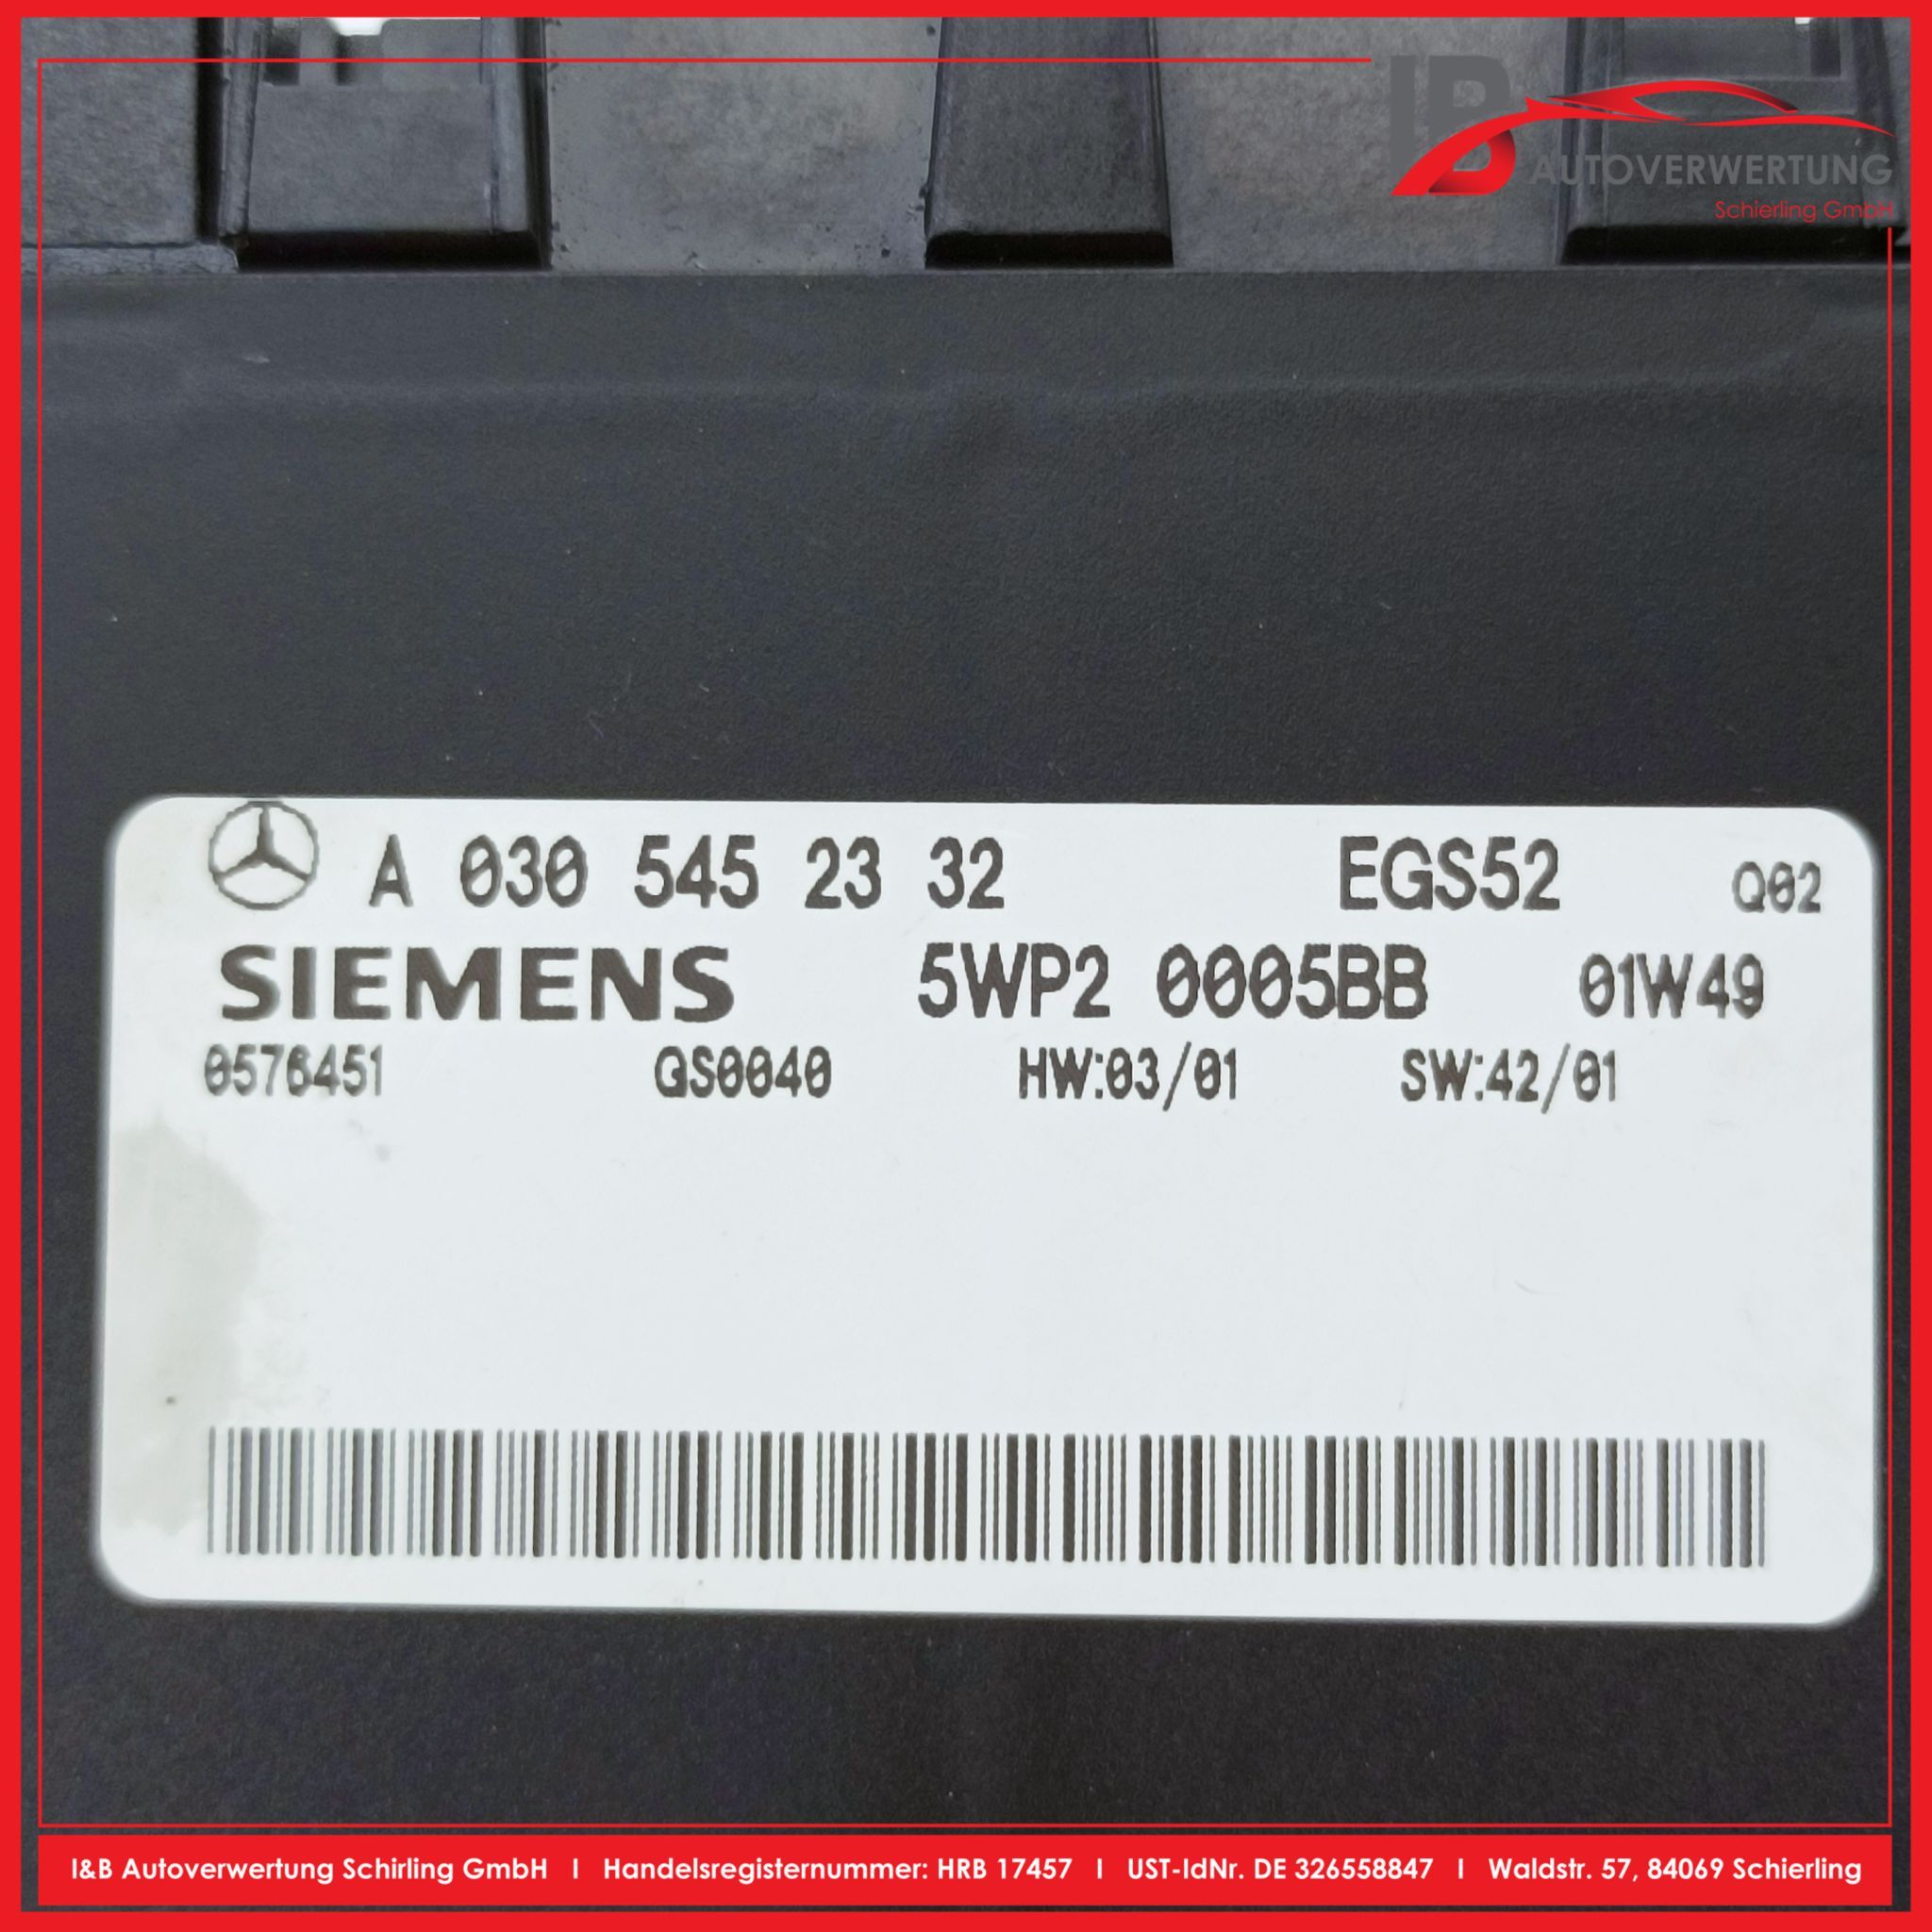 IB
AUTOVERWERTUNG
Schierling GmbH
A 030 545 23 32 EGS52 Q02
SIEMENS 5WP2 0005BB 01W49
0576451 GS0040 HW:03/01 SW:42/01
I&B Autoverwertung Schirling GmbH I Handelsregisternummer: HRB 17457 I UST-IdNr. DE 326558847 I Waldstr. 57, 84069 Schierling